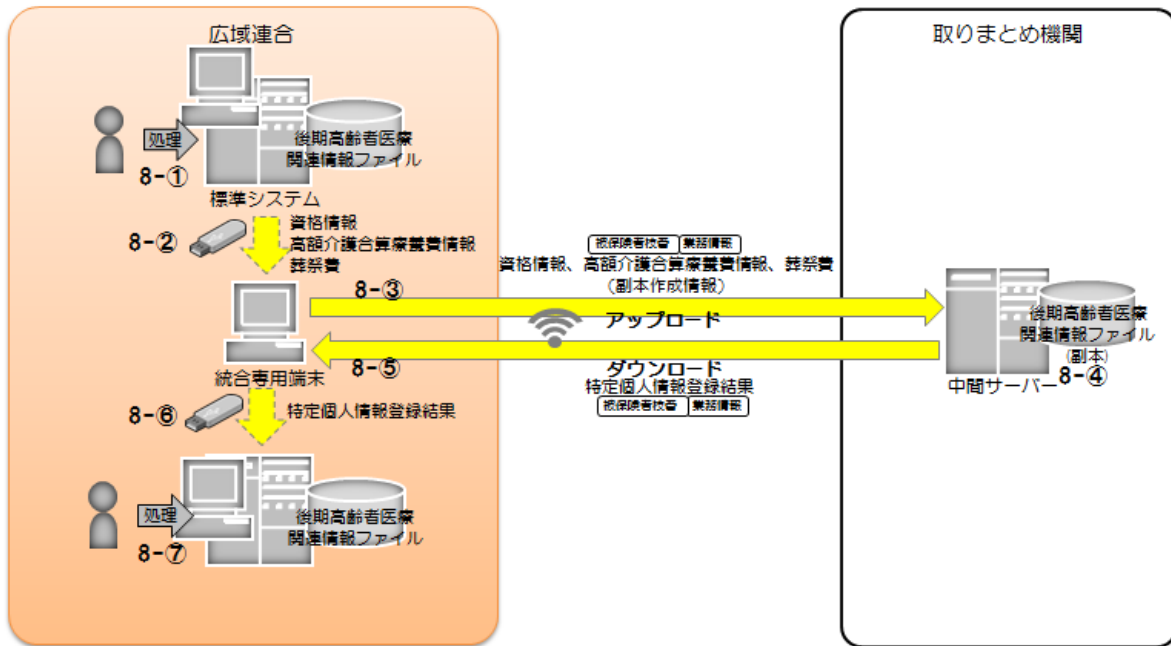 広域連合
処理
8-①
後期高齢者医療
関連情報ファイル
標準システム
8-②
資格情報
高額介護合算療養費情報
葬祭費
8-③
被保険者枝番 業務情報
資格情報、高額介護合算療養費情報、葬祭費
(副本作成情報)
アップロード
取りまとめ機関
後期高齢者医療
関連情報ファイル
(副本)
中間サーバー
8-④
統合専用端末
8-⑤
ダウンロード
特定個人情報登録結果
被保険者枝番 業務情報
8-⑥
特定個人情報登録結果
処理
8-⑦
後期高齢者医療
関連情報ファイル